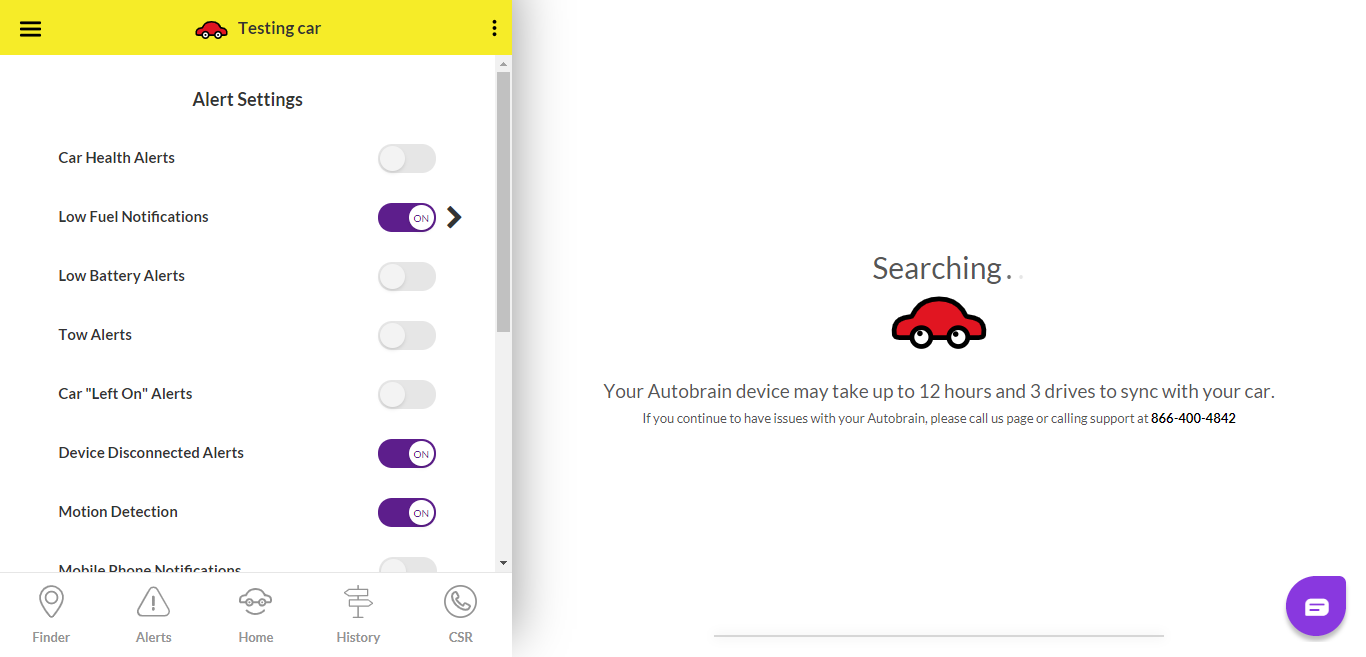 Testing car
Alert Settings
Car Health Alerts
Low Fuel Notifications
ON
Low Battery Alerts
Tow Alerts
Car "Left On" Alerts
Device Disconnected Alerts
ON
Motion Detection
ON
Mobile Phone Notifications
Finder
Alerts
Home
History
CSR
Searching. .
Your Autobrain device may take up to 12 hours and 3 drives to sync with your car.
If you continue to have issues with your Autobrain, please call us page or calling support at 866-400-4842